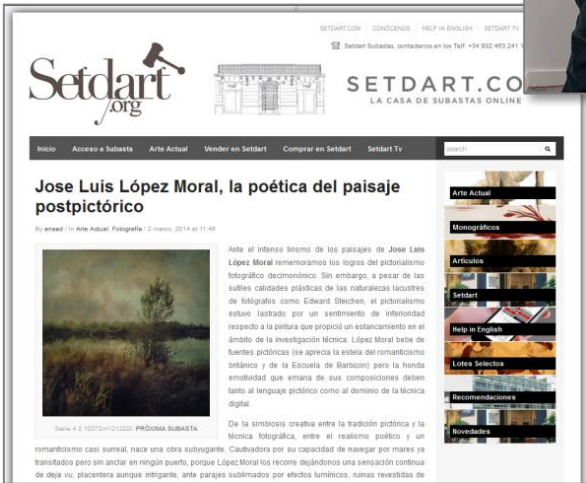 SETDART.COM CONÓCENOS HELP IN ENGLISH SETDART TV
Setdart Subastas, contáctanos en los Telf: +34 932 463 241 Y
Setdart
.org
SETDART.CO
LA CASA DE SUBASTAS ONLINE
Inicio Acceso a Subasta Arte Actual Vender en Setdart Comprar en Setdart Setdart Tv search
Jose Luis López Moral, la poética del paisaje
postpictórico
By anaad / In Arte Actual, Fotografía / 2 marzo, 2014 at 11:46
Ante el intenso lirismo de los paisajes de Jose Luis
López Moral rememoramos los logros del pictorialismo
fotográfico decimonónico. Sin embargo, a pesar de las
sutiles calidades plásticas de las naturalezas lacustres
de fotógrafos como Edward Steichen, el pictorialismo
estuvo lastrado por un sentimiento de inferioridad
respecto a la pintura que propició un estancamiento en el
ámbito de la investigación técnica. López Moral bebe de
fuentes pictóricas (se aprecia la estela del romanticismo
británico y de la Escuela de Barbizon) pero la honda
emotividad que emana de sus composiciones deben
tanto al lenguaje pictórico como al dominio de la técnica
digital.
Serie 4 2 PRÓXIMA SUBASTA
De la simbiosis creativa entre la tradición pictórica y la
técnica fotográfica, entre el realismo poético y un
romanticismo casi surreal, nace una obra subyugante. Cautivadora por su capacidad de navegar por mares ya
transitados pero sin anclar en ningún puerto, porque López Moral los recorre dejándonos una sensación continua
de deja vu, placentera aunque intrigante, ante parajes sublimados por efectos lumínicos, ruinas revestidas de
Arte Actual
Monográficos
Artículos
Setdart
Help in English
Lotes Selectos
Recomendaciones
Novedades